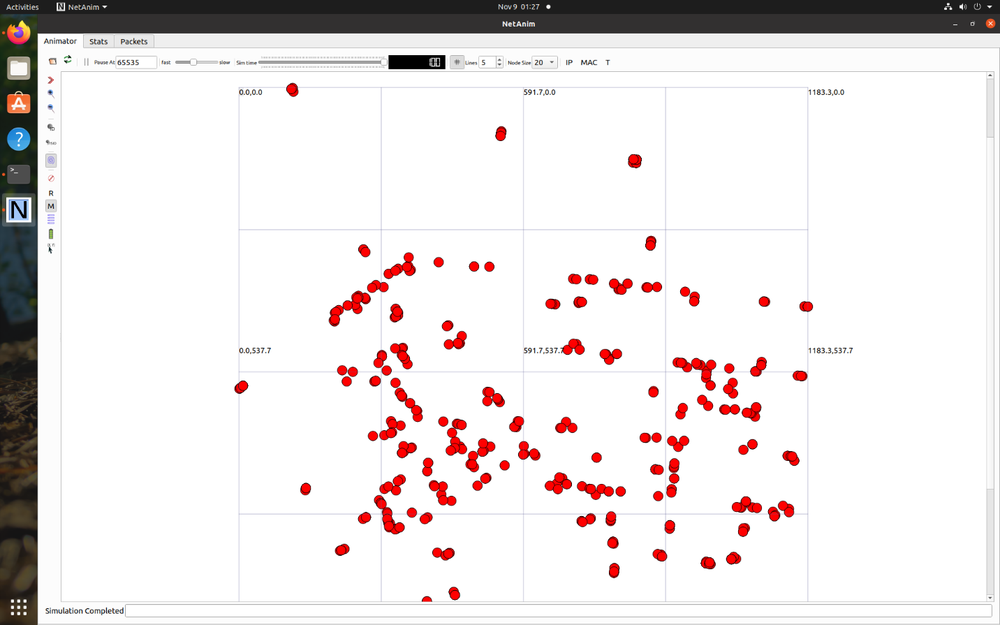 Activities
NetAnim
Nov 9 01:27
NetAnim
Animator
Stats
Packets
Pause At
65535
fast
slow
Sim time
Lines
5
Node Size
20
IP
MAC
T
R
M
0.0,0.0
591.7,0.0
1183.3,0.0
0.0,537.7
591.7,537.7
1183.3,537.7
Simulation Completed